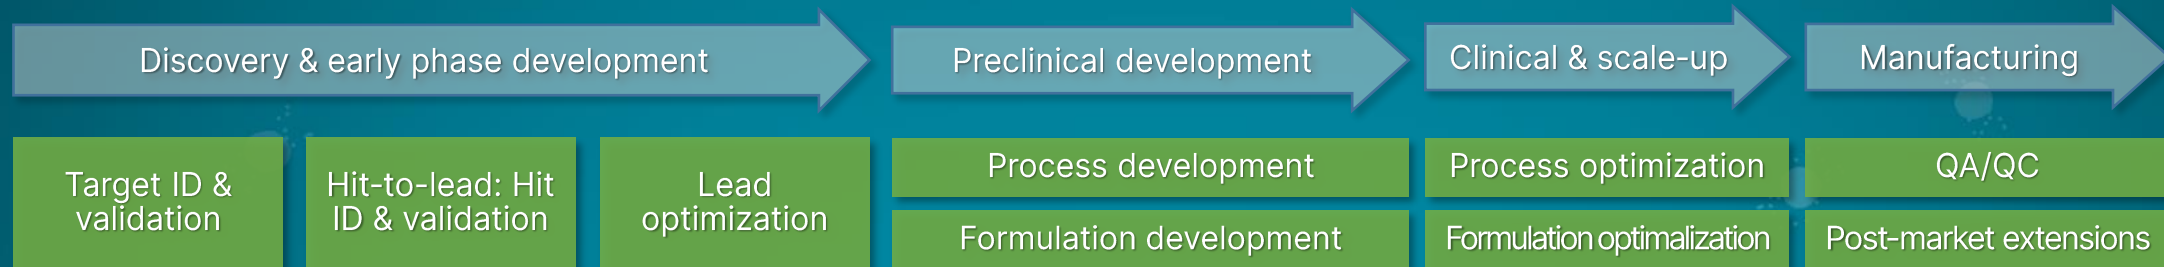 Discovery & early phase development
Preclinical development
Clinical & scale-up
Manufacturing
Target ID &
validation
Hit-to-lead: Hit
ID & validation
Lead
optimization
Process development
Formulation development
Process optimization
Formulation optimalization
QA/QC
Post-market extensions